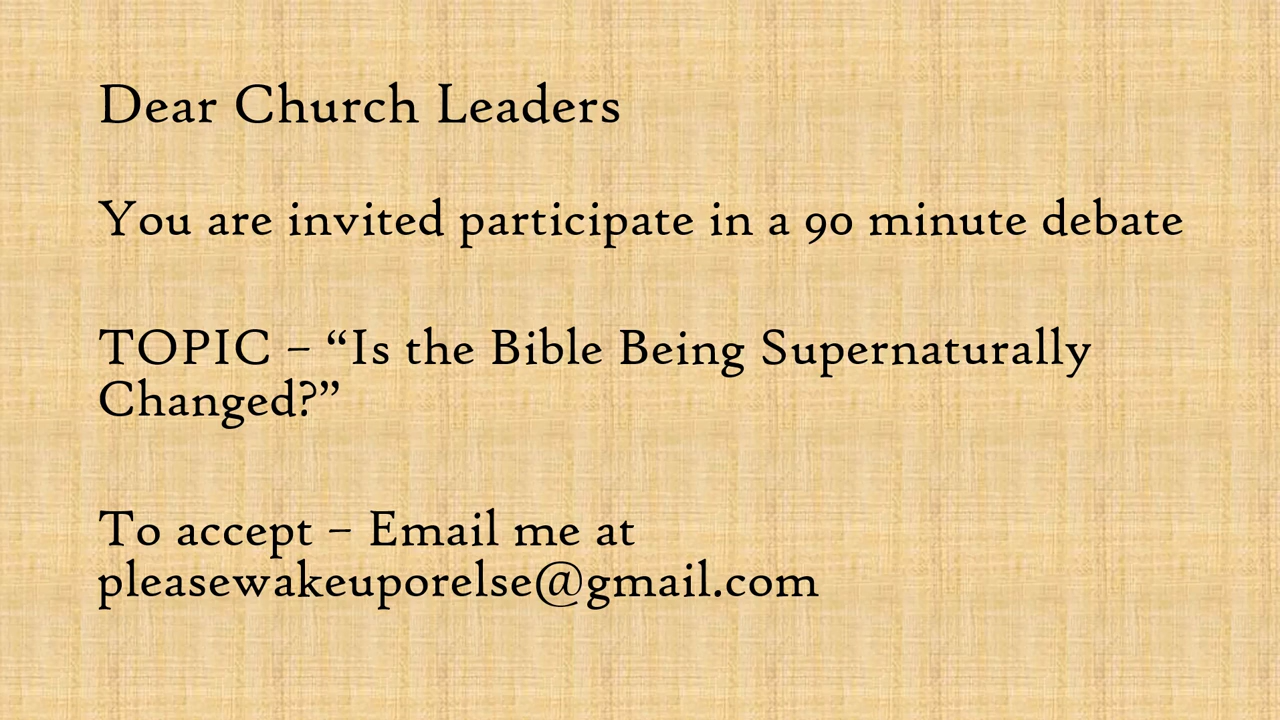 Dear Church Leaders
You are invited participate in a 90 minute debate
TOPIC – “Is the Bible Being Supernaturally
Changed?”
To accept – Email me at
pleasewakeuporelse@gmail.com